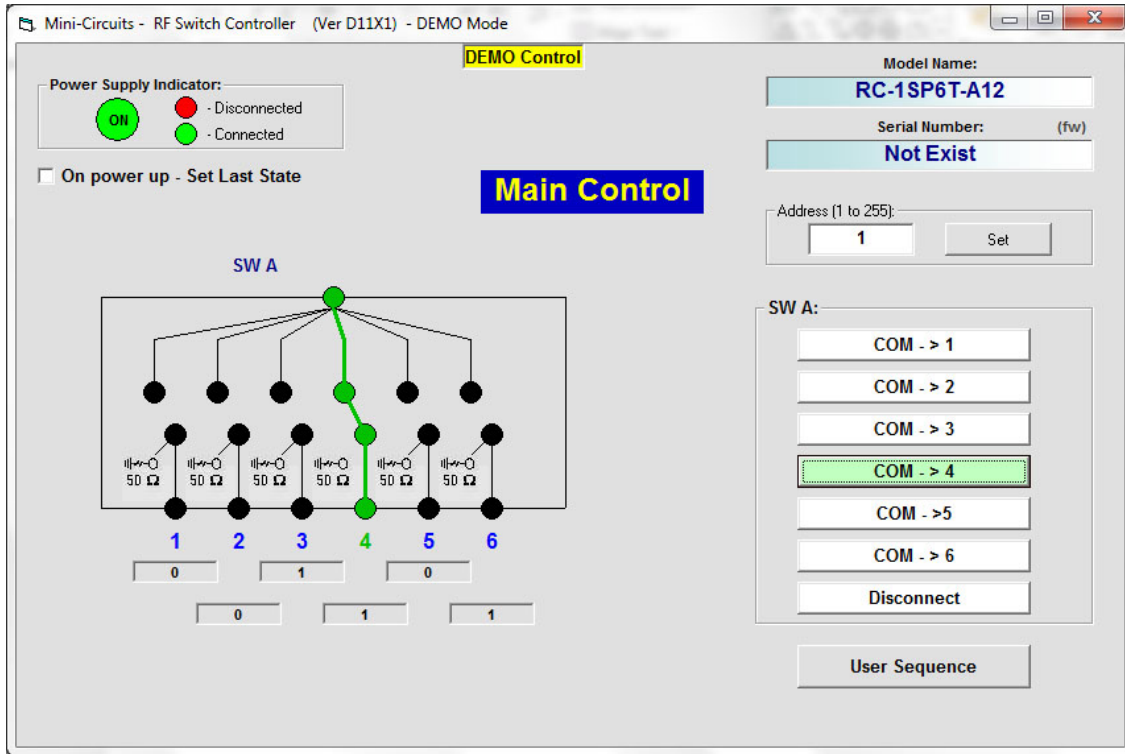 Mini-Circuits - RF Switch Controller (Ver D11X1) - DEMO Mode
DEMO Control
Power Supply Indicator:
ON
- Disconnected
- Connected
On power up - Set Last State
Main Control
Model Name:
RC-1SP6T-A12
Serial Number: (fw)
Not Exist
Address (1 to 255):
1 Set
SW A
50 Ω 50 Ω 50 Ω 50 Ω 50 Ω 50 Ω
1 2 3 4 5 6
0 1 0
0 1 1
SW A:
COM - > 1
COM - > 2
COM - > 3
COM - > 4
COM - >5
COM - > 6
Disconnect
User Sequence